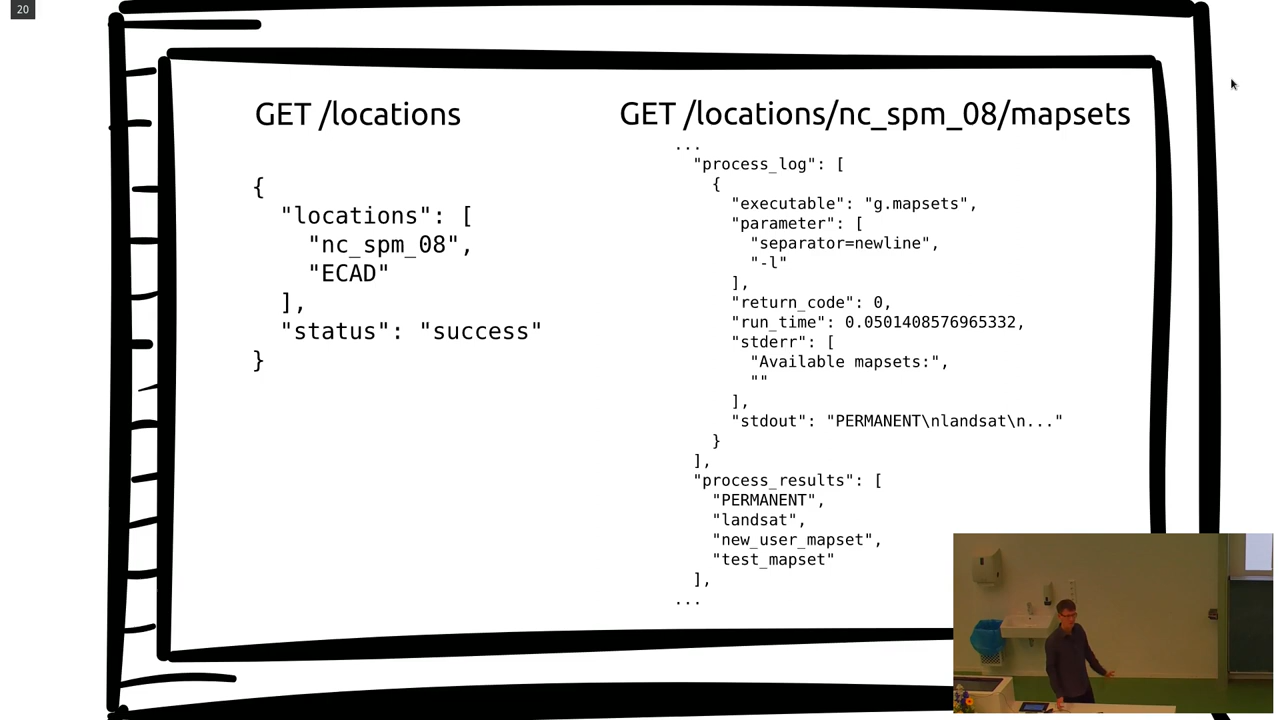 20
GET /locations
{
"locations": [
"nc_spm_08",
"ECAD"
],
"status": "success"
}
GET /locations/nc_spm_08/mapsets
...
"process_log": [
{
"executable": "g.mapsets",
"parameter": [
"separator=newline",
"-l"
],
"return_code": 0,
"run_time": 0.0501408576965332,
"stderr": [
"Available mapsets:",
""
],
"stdout": "PERMANENT\nlandsat\n..."
}
],
"process_results": [
"PERMANENT",
"landsat",
"new_user_mapset",
"test_mapset"
],
...